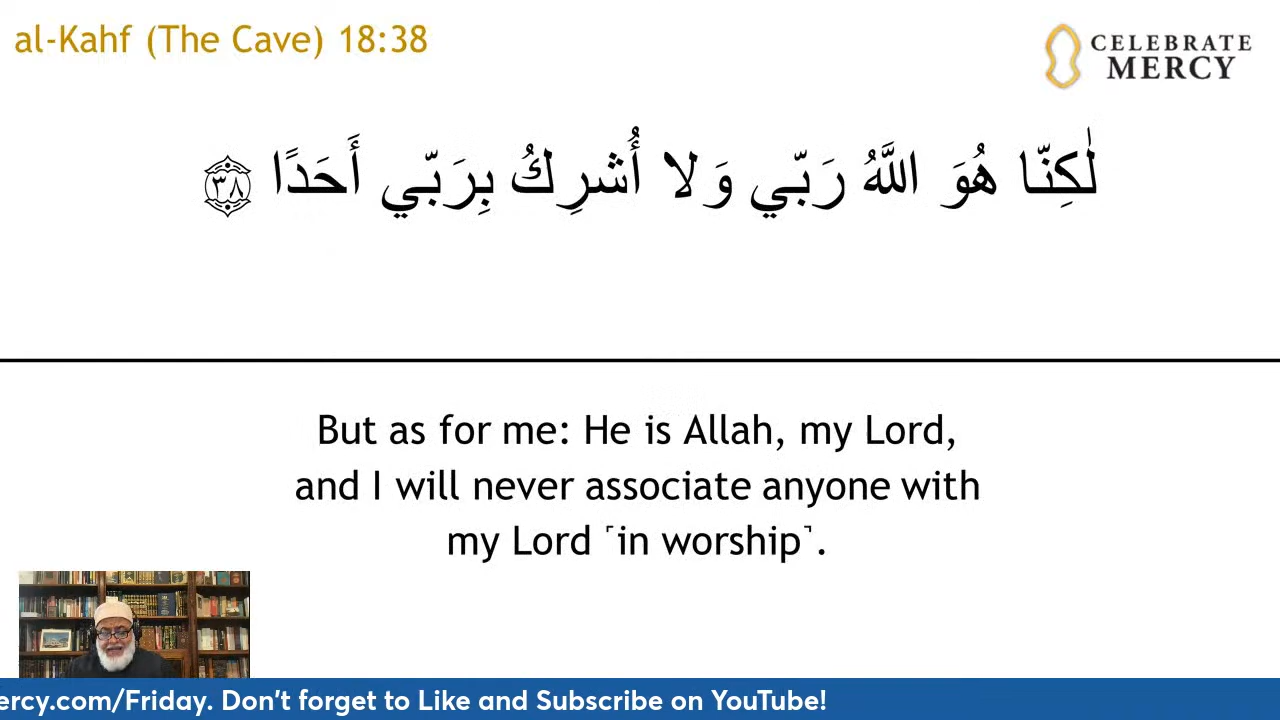 al-Kahf (The Cave) 18:38
CELEBRATE
MERCY
لٰكِنّا هُوَ اللَّهُ رَبّي وَلا أُشرِكُ بِرَبّي أَحَدًا ٣٨
But as for me: He is Allah, my Lord,
and I will never associate anyone with
my Lord ˹in worship˺.
ercy.com/Friday. Don't forget to Like and Subscribe on YouTube!